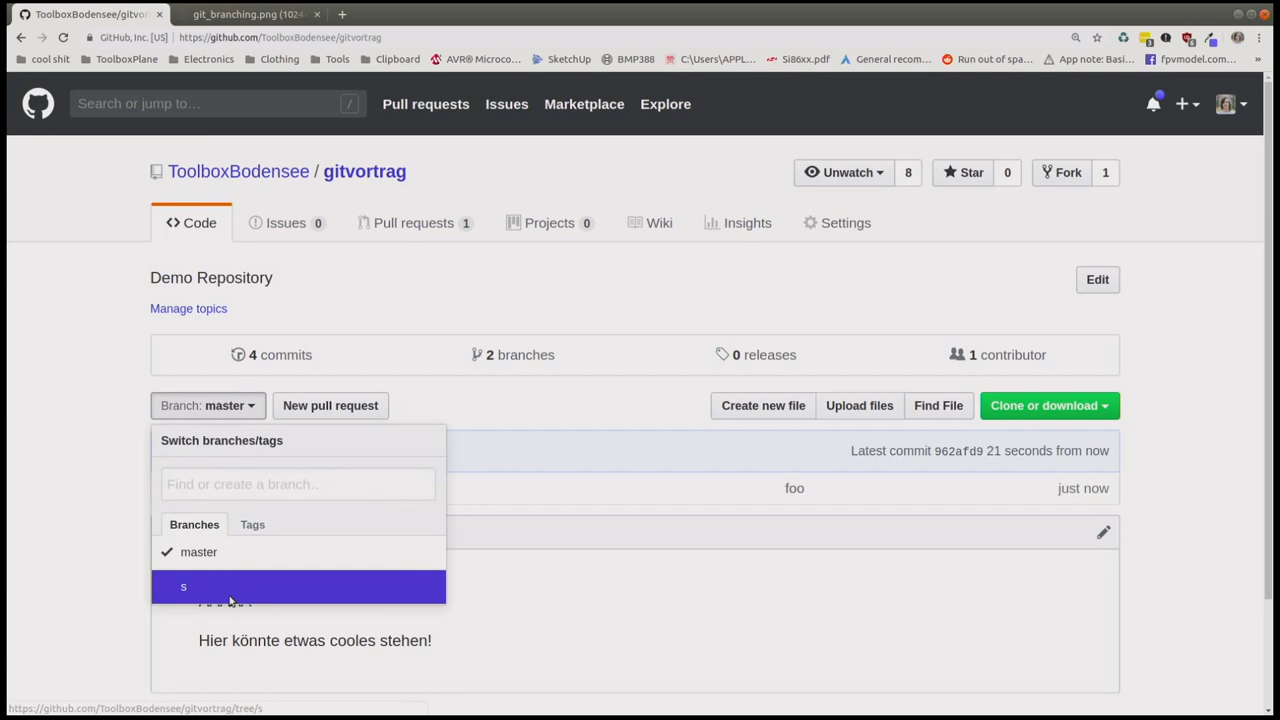 ToolboxBodensee/gitvor
git_branching.png (1024
GitHub, Inc. [US] https://github.com/ToolboxBodensee/gitvortrag
cool shit ToolboxPlane Electronics Clothing Tools Clipboard AVR® Microco... SketchUp BMP388 C:\Users\APPL... Si86xx.pdf General recom... Run out of spa... App note: Basi... fpvmodel.com... »
Search or jump to... / Pull requests Issues Marketplace Explore
ToolboxBodensee / gitvortrag
Unwatch 8 Star 0 Fork 1
Code Issues 0 Pull requests 1 Projects 0 Wiki Insights Settings
Demo Repository
Edit
Manage topics
4 commits 2 branches 0 releases 1 contributor
Branch: master New pull request Create new file Upload files Find File Clone or download
Switch branches/tags
Latest commit 962afd9 21 seconds from now
Find or create a branch..
foo just now
Branches Tags
master
s
Hier könnte etwas cooles stehen!
https://github.com/ToolboxBodensee/gitvortrag/tree/s